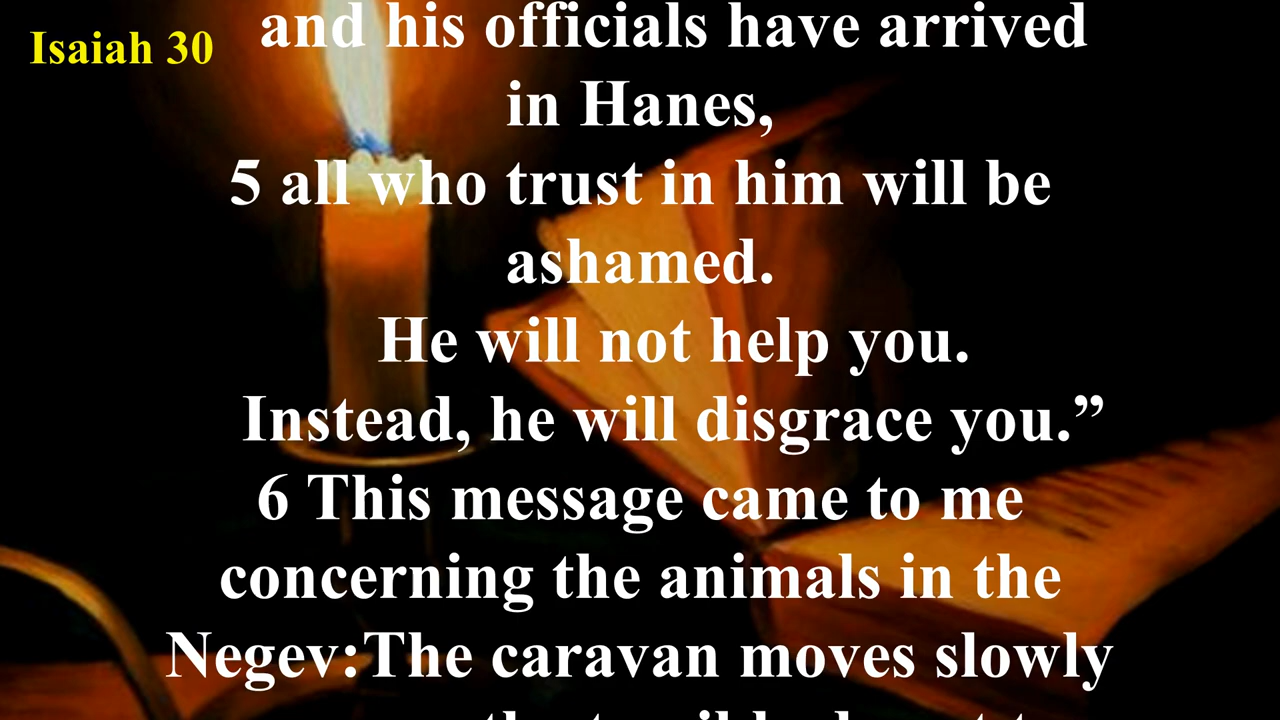 Isaiah 30
and his officials have arrived
in Hanes,
5 all who trust in him will be
ashamed.
He will not help you.
Instead, he will disgrace you.”
6 This message came to me
concerning the animals in the
Negev:The caravan moves slowly